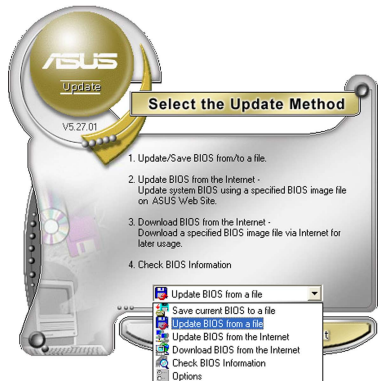 ASUS
Update
V5.27.01
Select the Update Method
1. Update/Save BIOS from/to a file.
2. Update BIOS from the Internet -
Update system BIOS using a specified BIOS image file
on ASUS Web Site.
3. Download BIOS from the Internet -
Download a specified BIOS image file via Internet for
later usage.
4. Check BIOS Information
Update BIOS from a file
Save current BIOS to a file
Update BIOS from a file
Update BIOS from the Internet
Download BIOS from the Internet
Check BIOS Information
Options